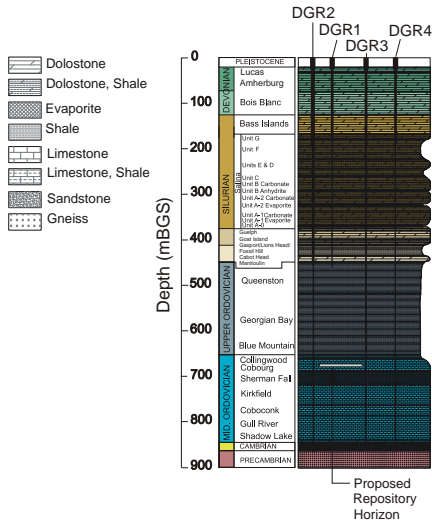 DGR2
DGR1
DGR3
DGR4
Dolostone
Dolostone, Shale
Evaporite
Shale
Limestone
Limestone, Shale
Sandstone
Gneiss
Depth (mBGS)
0
100
200
300
400
500
600
700
800
900
PLEISTOCENE
DEVONIAN
Lucas
Amherburg
Bois Blanc
SILURIAN
Bass Islands
Salina
Unit G
Unit F
Units E & D
Unit C
Unit B Carbonate
Unit B Anhydrite
Unit A-2 Carbonate
Unit A-2 Evaporite
Unit A-1Carbonate
Unit A-1 Evaporite
Unit A-0
Guelph
Goat Island
Gasport/Lions Head/
Fossil Hill
Cabot Head
Manitoulin
UPPER ORDOVICIAN
Queenston
Georgian Bay
Blue Mountain
MID. ORDOVICIAN
Collingwood
Cobourg
Sherman Fall
Kirkfield
Coboconk
Gull River
Shadow Lake
CAMBRIAN
PRECAMBRIAN
Proposed
Repository
Horizon